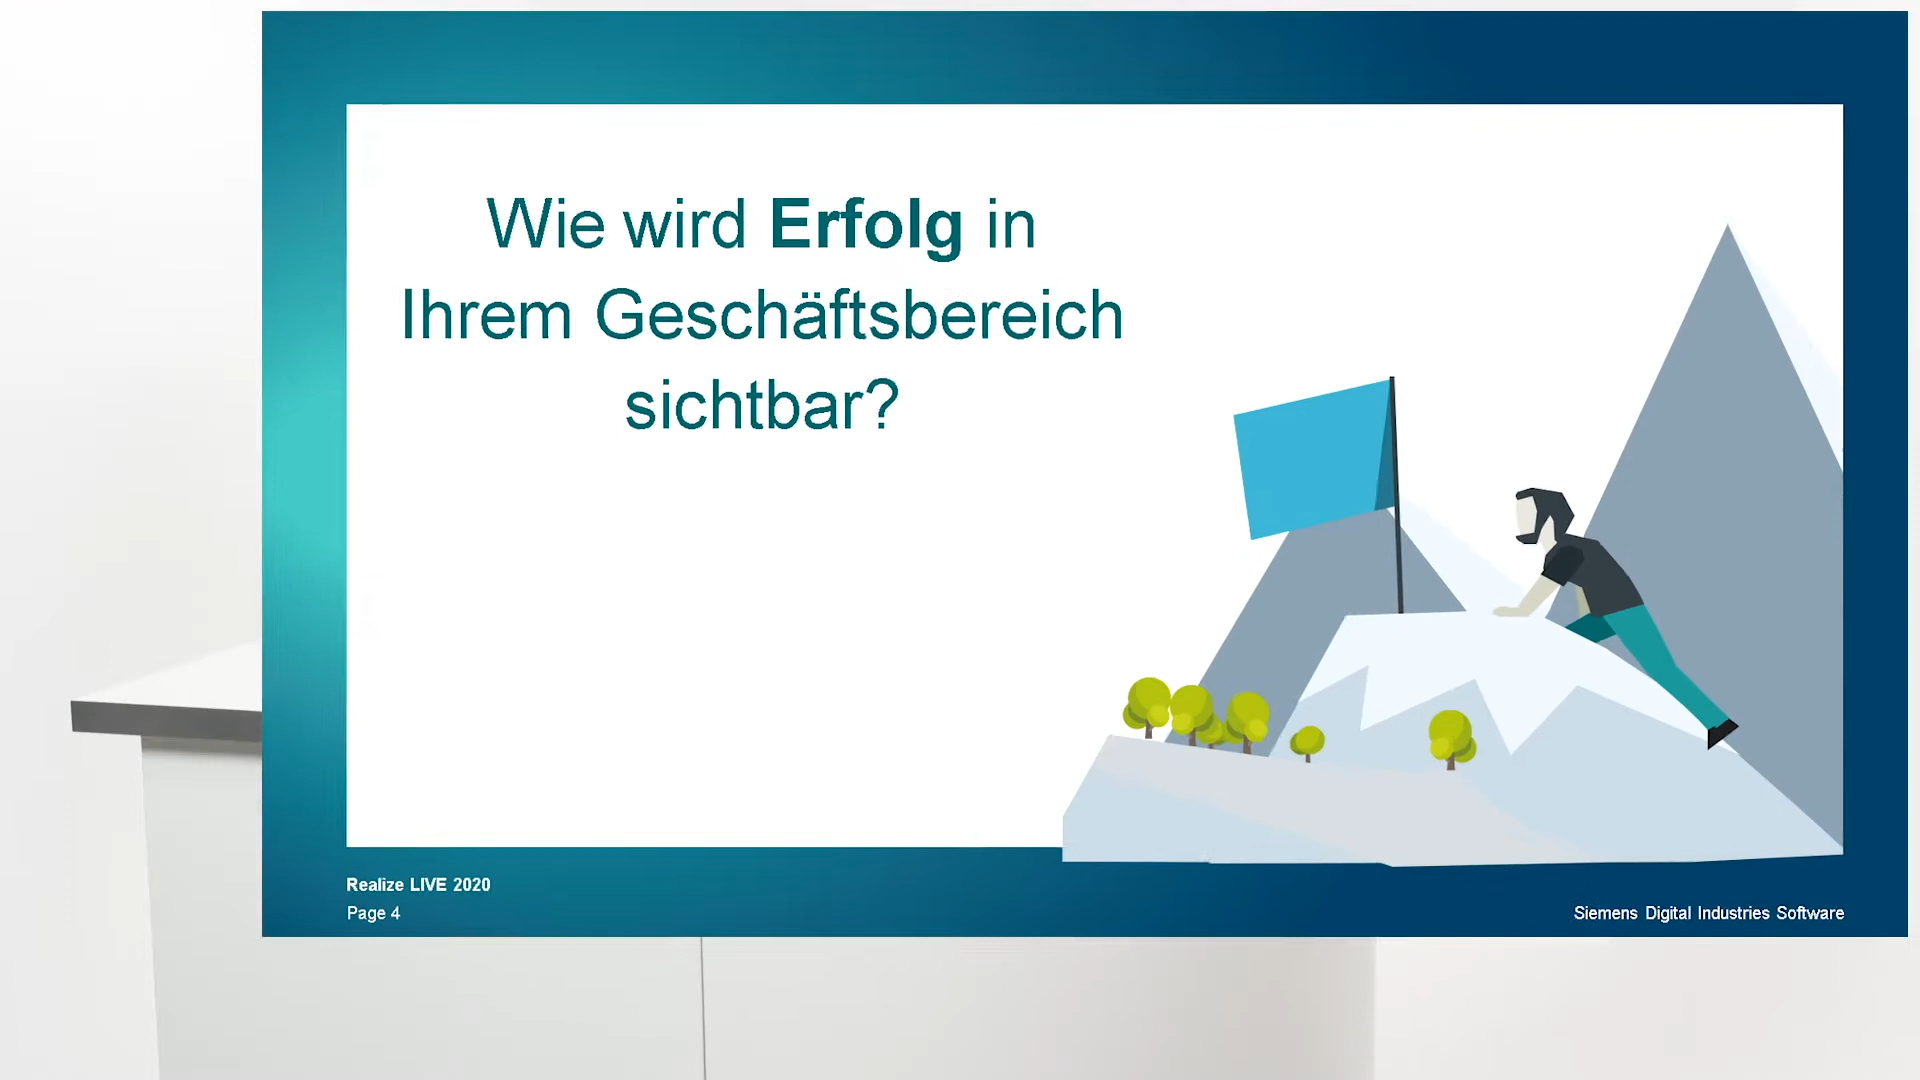 Wie wird Erfolg in
Ihrem Geschäftsbereich
sichtbar?
Realize LIVE 2020
Page 4
Siemens Digital Industries Software